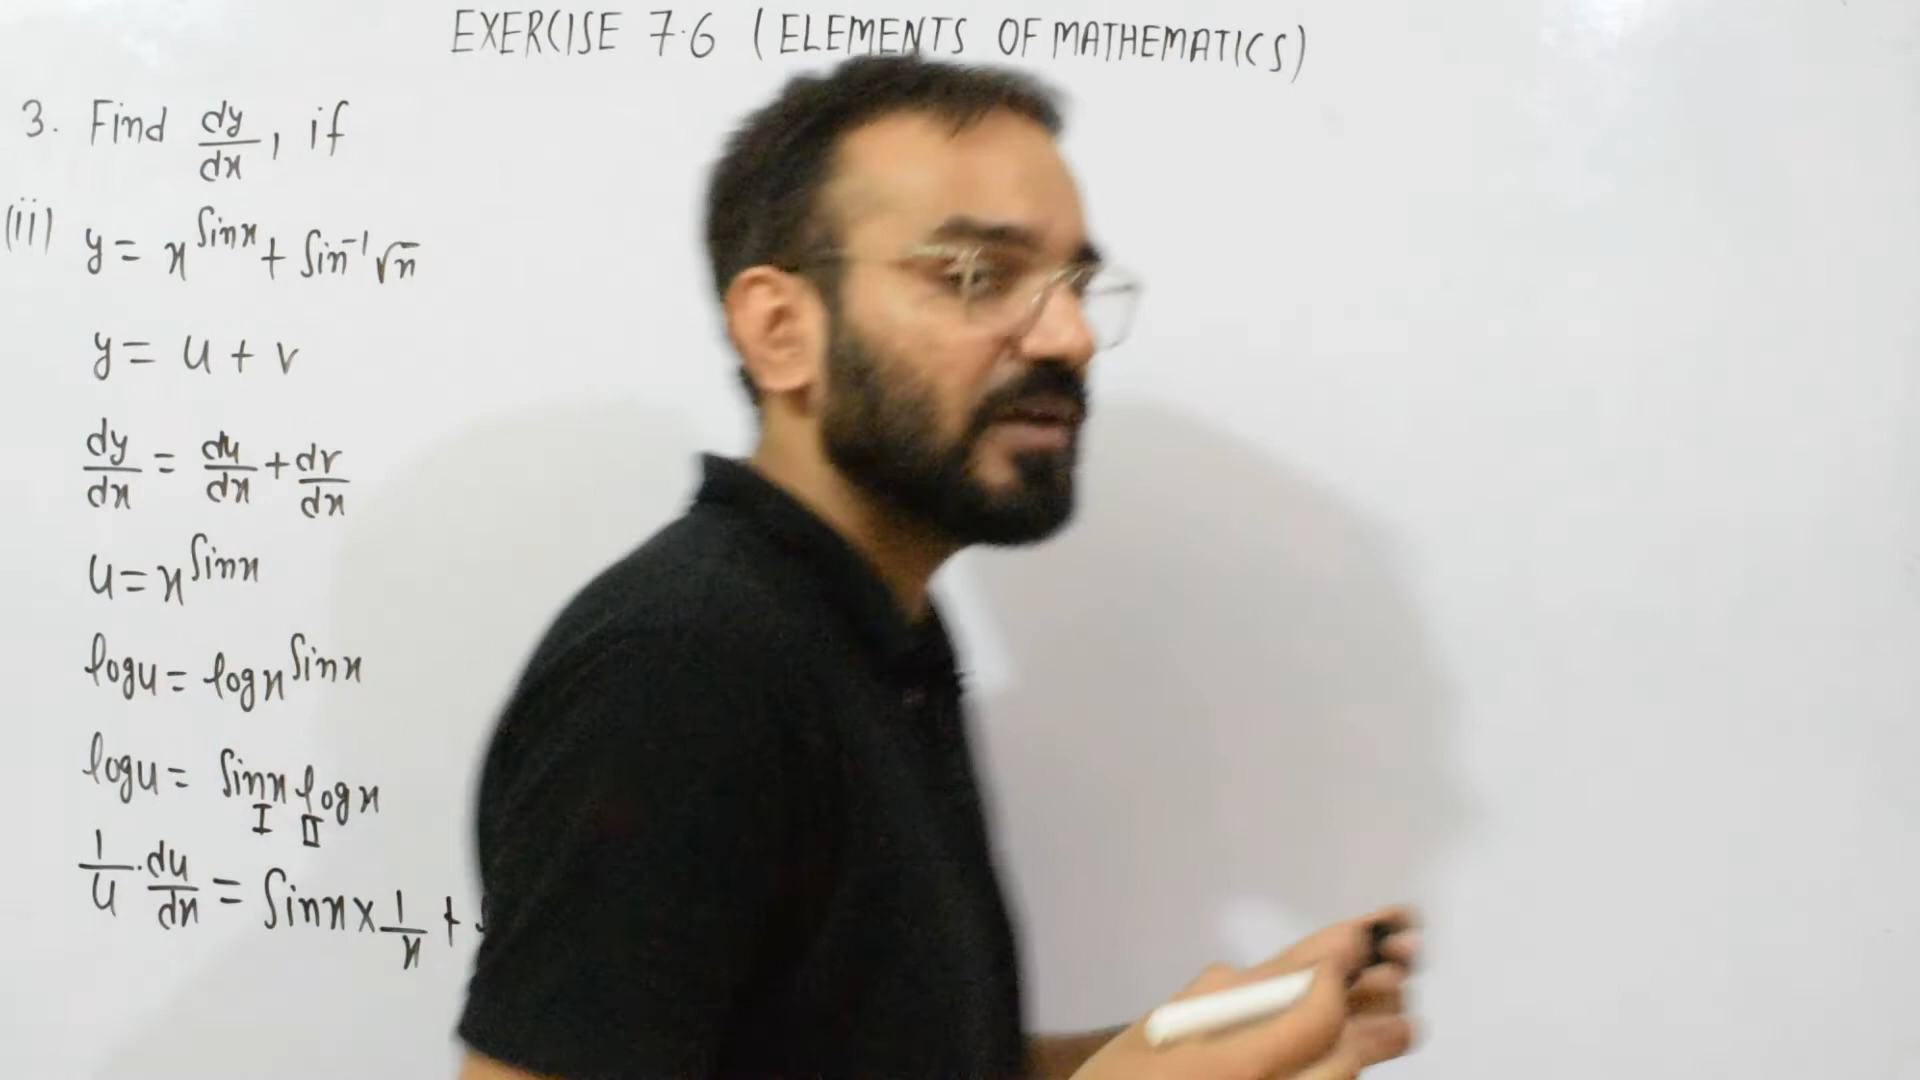 EXERCISE 7.6 (ELEMENTS OF MATHEMATICS)
3. Find dy/dx, if
(ii) y = x^sinx + sin^-1 √x
y = u + v
dy/dx = du/dx + dv/dx
u = x^sinx
logu = logx^sinx
logu = sinx logx
I II
1/u · du/dx = sinx × 1/x +